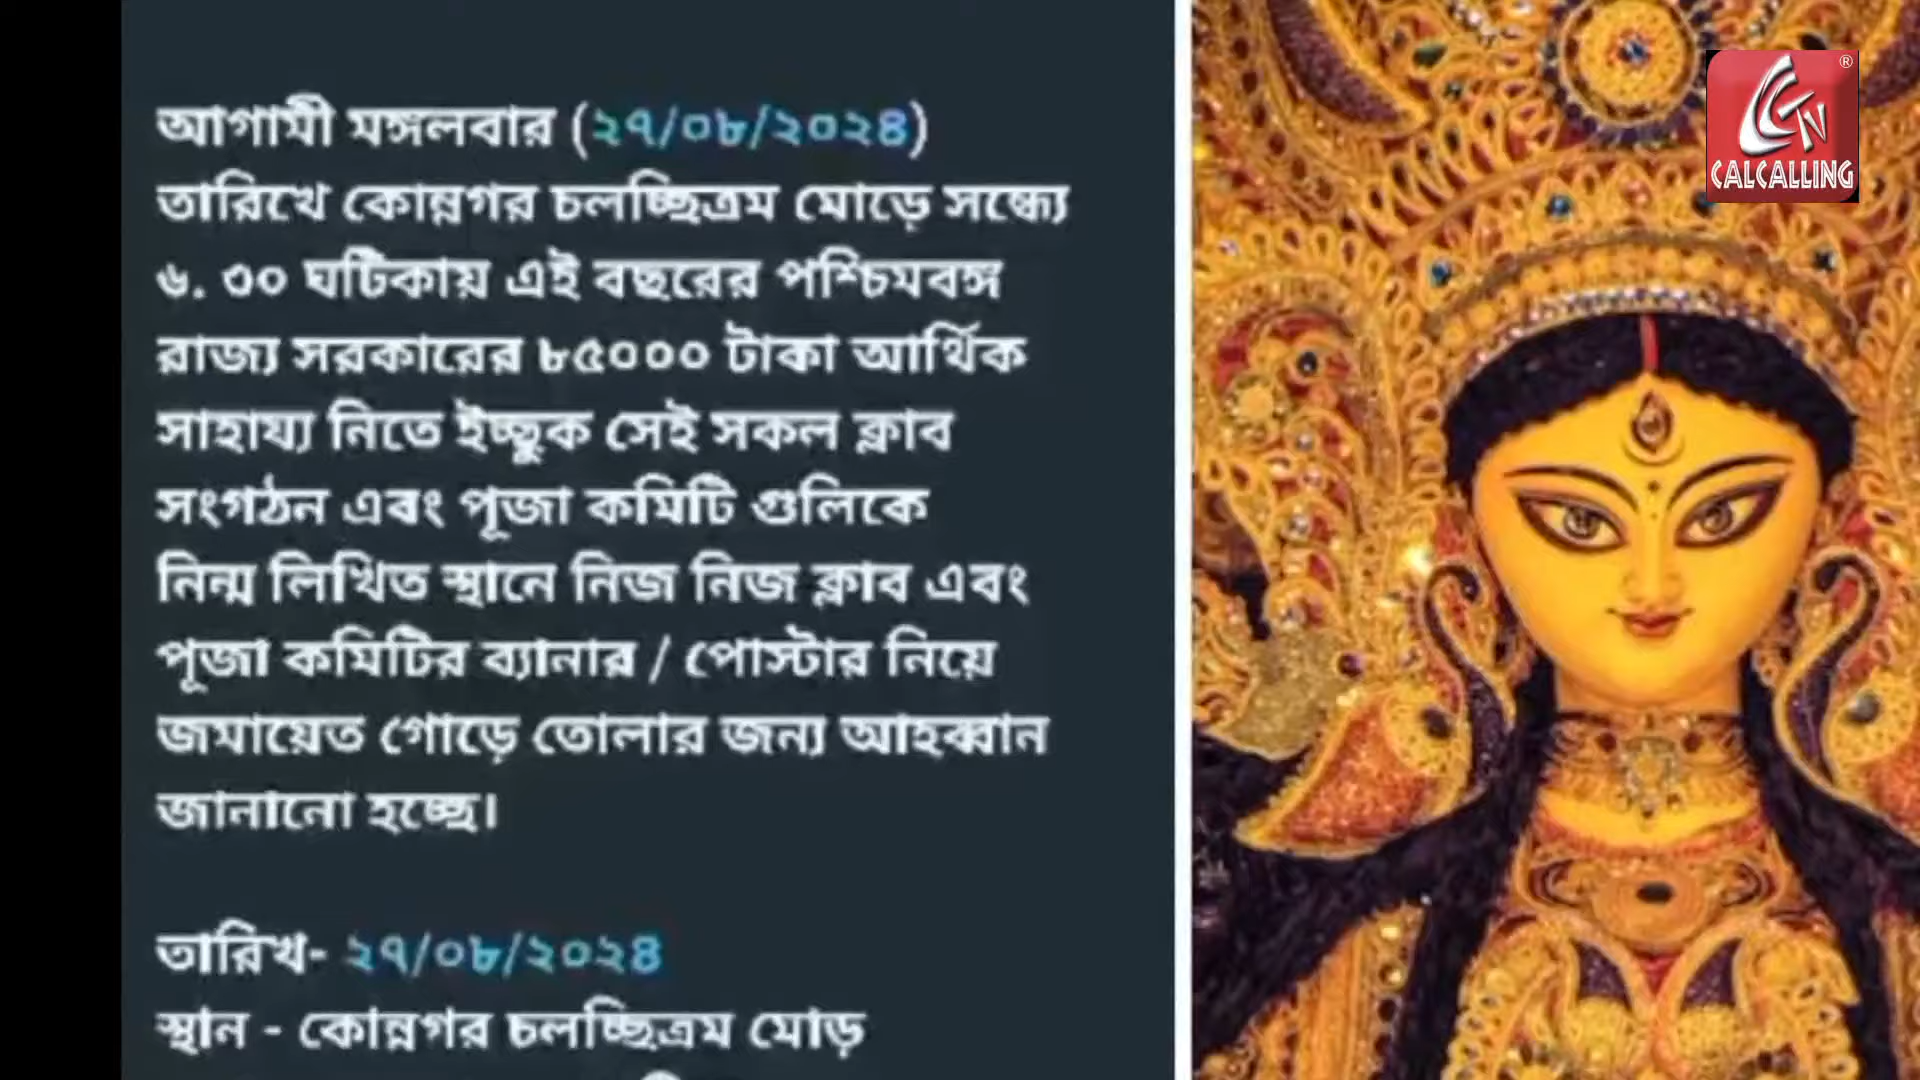 আগামী মঙ্গলবার (২৭/০৮/২০২৪)
তারিখে কোন্নগর চলচ্ছিত্রম মোড়ে সন্ধ্যে
৬. ৩০ ঘটিকায় এই বছরের পশ্চিমবঙ্গ
রাজ্য সরকারের ৮৫০০০ টাকা আর্থিক
সাহায্য নিতে ইচ্ছুক সেই সকল ক্লাব
সংগঠন এবং পূজা কমিটি গুলিকে
নিন্ম লিখিত স্থানে নিজ নিজ ক্লাব এবং
পূজা কমিটির ব্যানার / পোস্টার নিয়ে
জমায়েত গোড়ে তোলার জন্য আহব্বান
জানানো হচ্ছে।
তারিখ- ২৭/০৮/২০২৪
স্থান - কোন্নগর চলচ্ছিত্রম মোড়
CTN
CALCALLING
®